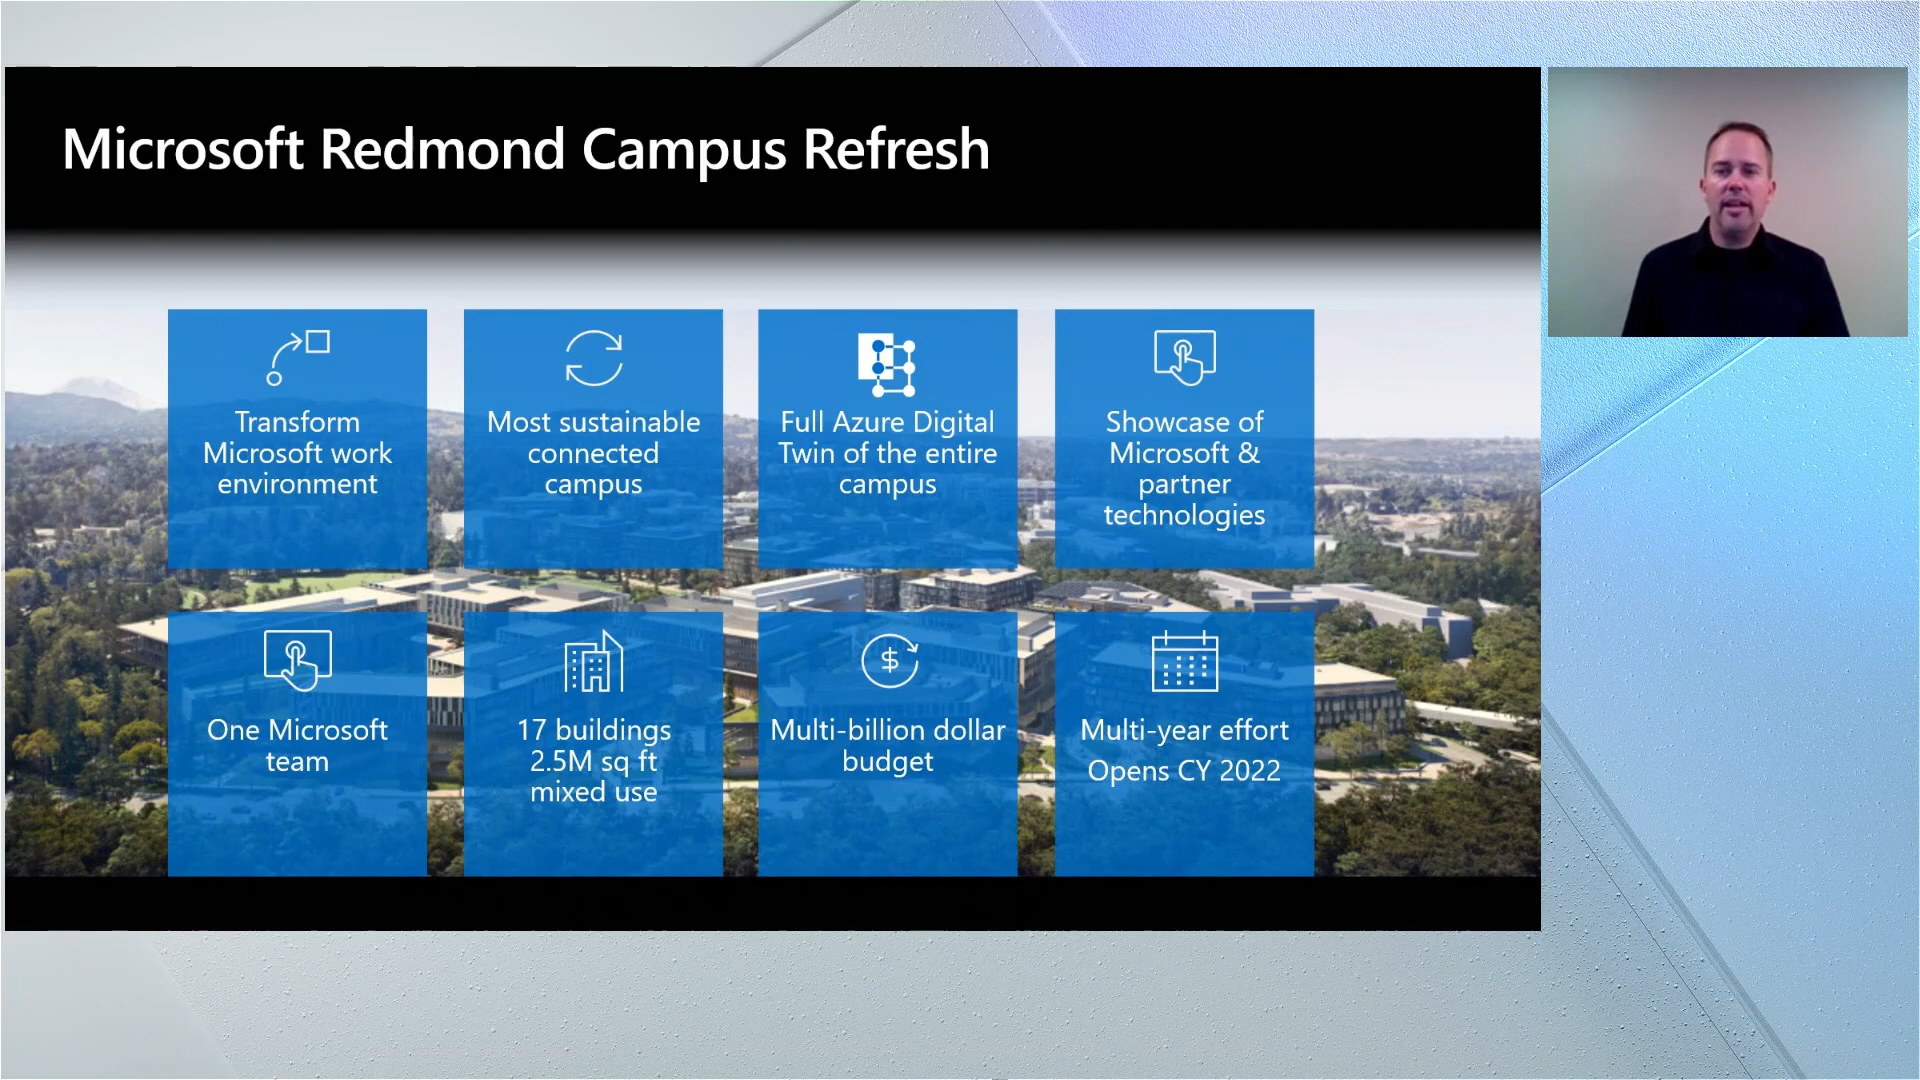 Microsoft Redmond Campus Refresh
Transform
Microsoft work
environment
Most sustainable
connected
campus
Full Azure Digital
Twin of the entire
campus
Showcase of
Microsoft &
partner
technologies
One Microsoft
team
17 buildings
2.5M sq ft
mixed use
Multi-billion dollar
budget
Multi-year effort
Opens CY 2022